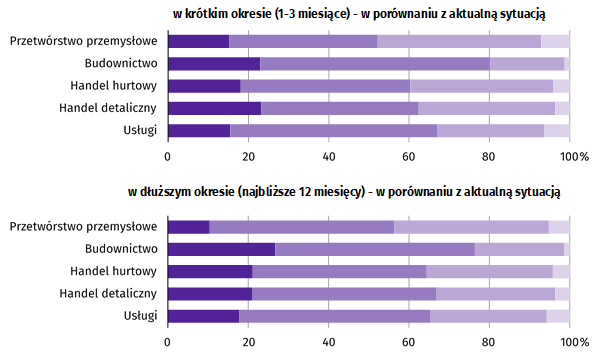 w krótkim okresie (1-3 miesiące) - w porównaniu z aktualną sytuacją
Przetwórstwo przemysłowe
Budownictwo
Handel hurtowy
Handel detaliczny
Usługi
0 20 40 60 80 100%
w dłuższym okresie (najbliższe 12 miesięcy) - w porównaniu z aktualną sytuacją
Przetwórstwo przemysłowe
Budownictwo
Handel hurtowy
Handel detaliczny
Usługi
0 20 40 60 80 100%